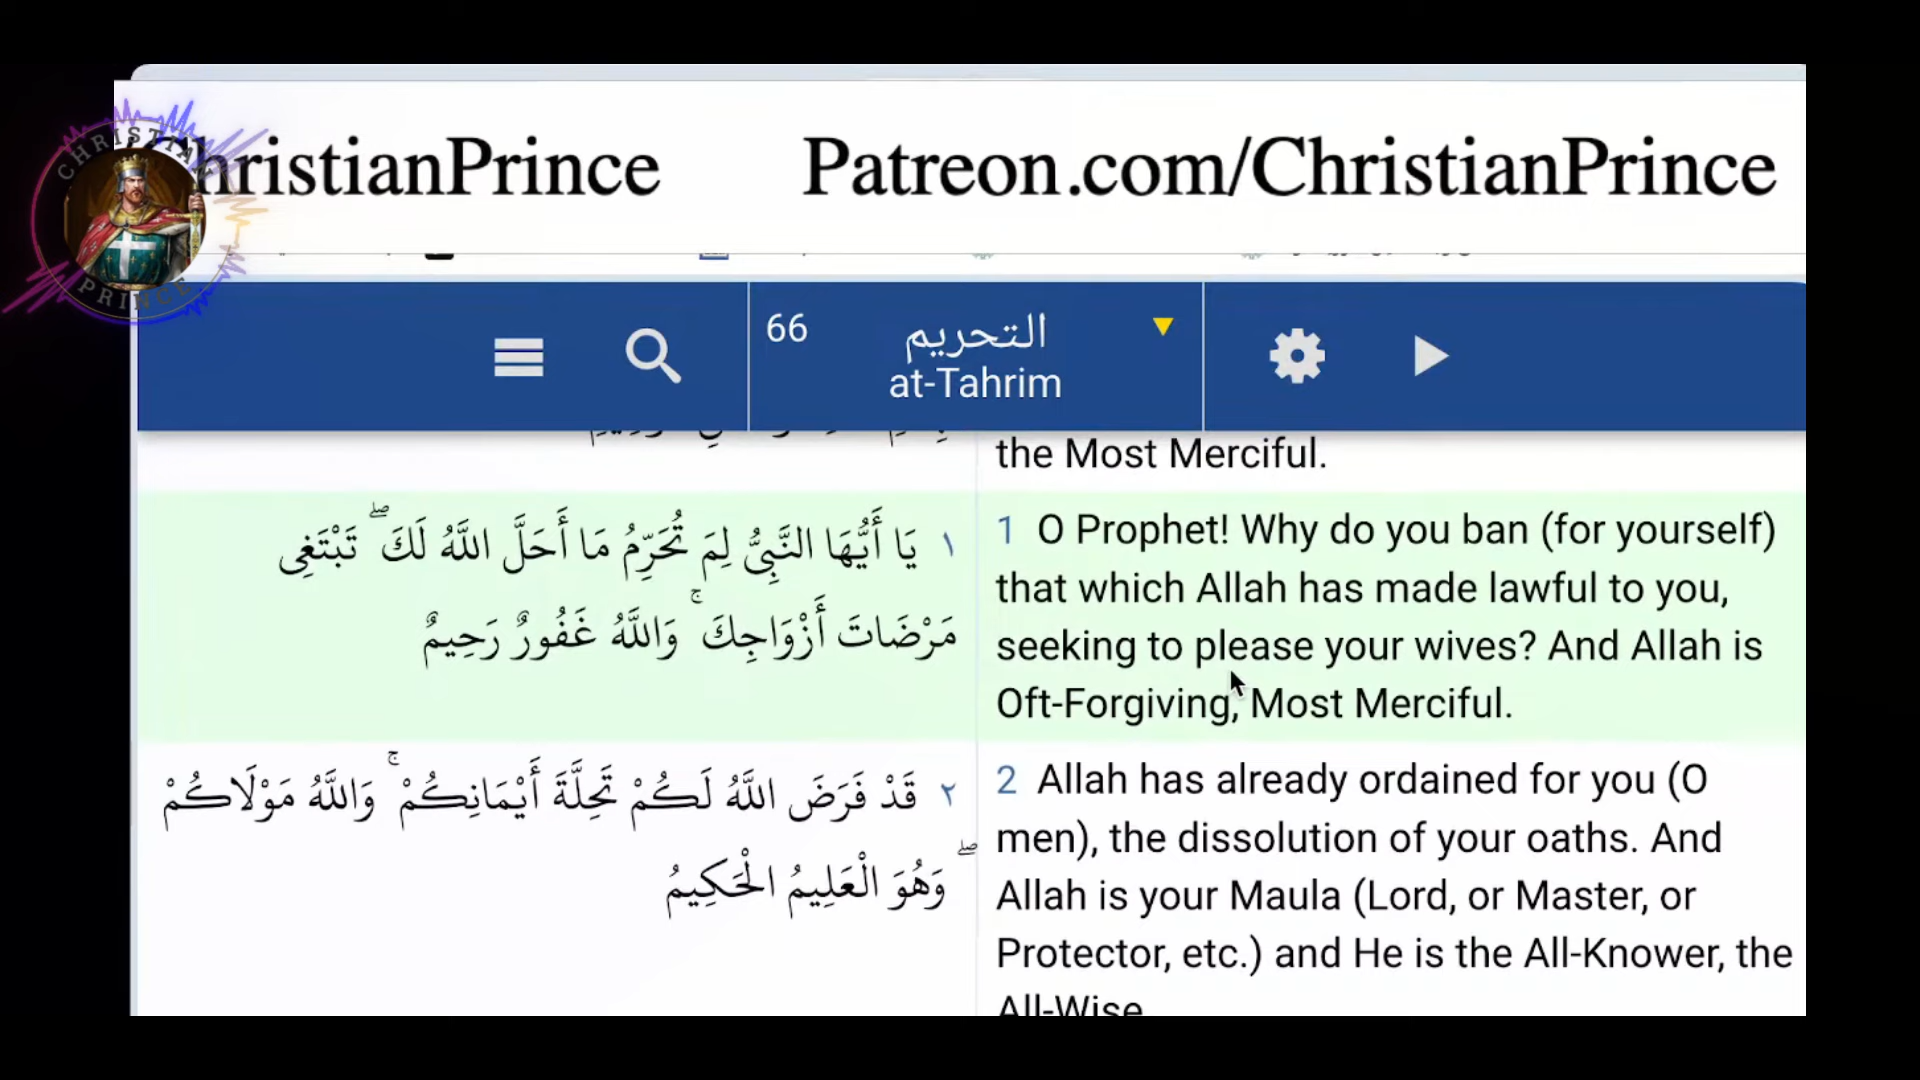 CHRISTIAN PRINCE
hristianPrince Patreon.com/ChristianPrince
66
التحريم
at-Tahrim
the Most Merciful.
١ يَا أَيُّهَا النَّبِيُّ لِمَ تُحَرِّمُ مَا أَحَلَّ اللَّهُ لَكَ ۖ تَبْتَغِي
مَرْضَاتَ أَزْوَاجِكَ ۚ وَاللَّهُ غَفُورٌ رَحِيمٌ
1 O Prophet! Why do you ban (for yourself)
that which Allah has made lawful to you,
seeking to please your wives? And Allah is
Oft-Forgiving, Most Merciful.
٢ قَدْ فَرَضَ اللَّهُ لَكُمْ تَحِلَّةَ أَيْمَانِكُمْ ۚ وَاللَّهُ مَوْلَاكُمْ
ۖ وَهُوَ الْعَلِيمُ الْحَكِيمُ
2 Allah has already ordained for you (O
men), the dissolution of your oaths. And
Allah is your Maula (Lord, or Master, or
Protector, etc.) and He is the All-Knower, the
All-Wise